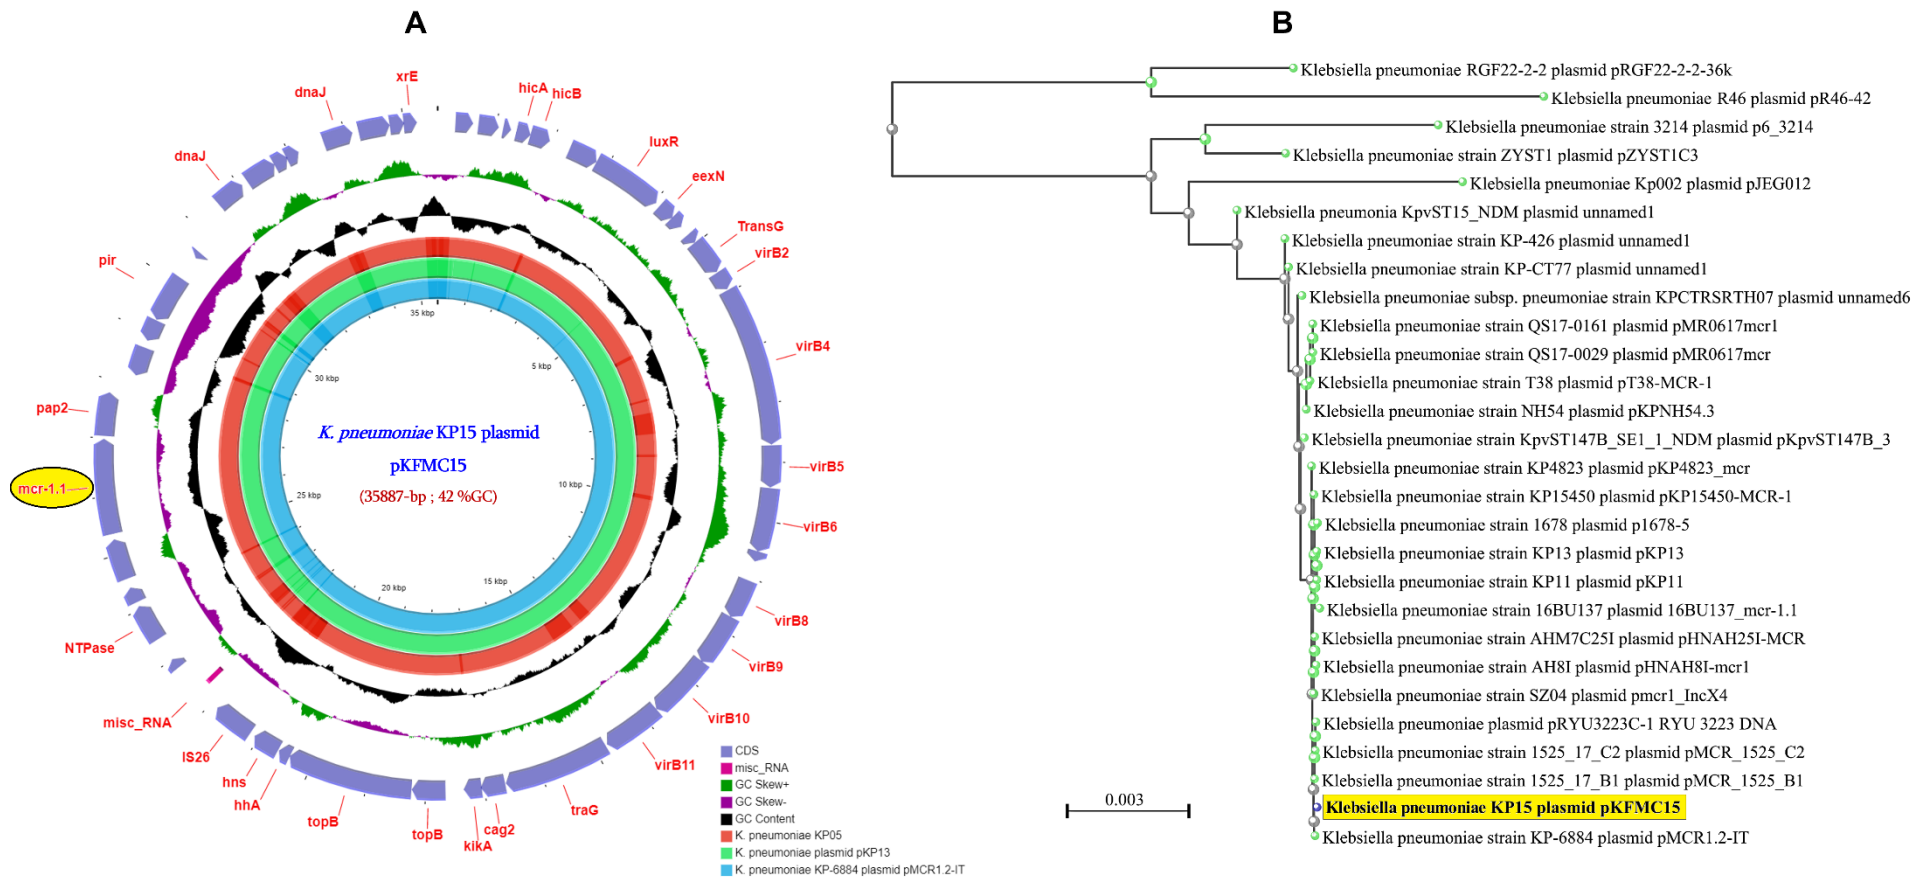 A
B
xrE
dnaJ
hicA
hicB
dnaJ
luxR
eexN
TransG
virB2
pir
virB4
pap2
mcr-1.1
virB5
virB6
NTPase
virB8
virB9
misc_RNA
virB10
IS26
virB11
hns
hhA
topB
topB
kikA
cag2
traG
35 kbp
5 kbp
30 kbp
10 kbp
25 kbp
15 kbp
20 kbp
K. pneumoniae KP15 plasmid
pKFMC15
(35887-bp ; 42 %GC)
CDS
misc_RNA
GC Skew+
GC Skew-
GC Content
K. pneumoniae KP05
K. pneumoniae plasmid pKP13
K. pneumoniae KP-6884 plasmid pMCR1.2-IT
Klebsiella pneumoniae RGF22-2-2 plasmid pRGF22-2-2-36k
Klebsiella pneumoniae R46 plasmid pR46-42
Klebsiella pneumoniae strain 3214 plasmid p6_3214
Klebsiella pneumoniae strain ZYST1 plasmid pZYST1C3
Klebsiella pneumoniae Kp002 plasmid pJEG012
Klebsiella pneumonia KpvST15_NDM plasmid unnamed1
Klebsiella pneumoniae strain KP-426 plasmid unnamed1
Klebsiella pneumoniae strain KP-CT77 plasmid unnamed1
Klebsiella pneumoniae subsp. pneumoniae strain KPCTRSRTH07 plasmid unnamed6
Klebsiella pneumoniae strain QS17-0161 plasmid pMR0617mcr1
Klebsiella pneumoniae strain QS17-0029 plasmid pMR0617mcr
Klebsiella pneumoniae strain T38 plasmid pT38-MCR-1
Klebsiella pneumoniae strain NH54 plasmid pKPNH54.3
Klebsiella pneumoniae strain KpvST147B_SE1_1_NDM plasmid pKpvST147B_3
Klebsiella pneumoniae strain KP4823 plasmid pKP4823_mcr
Klebsiella pneumoniae strain KP15450 plasmid pKP15450-MCR-1
Klebsiella pneumoniae strain 1678 plasmid p1678-5
Klebsiella pneumoniae strain KP13 plasmid pKP13
Klebsiella pneumoniae strain KP11 plasmid pKP11
Klebsiella pneumoniae strain 16BU137 plasmid 16BU137_mcr-1.1
Klebsiella pneumoniae strain AHM7C25I plasmid pHNAH25I-MCR
Klebsiella pneumoniae strain AH8I plasmid pHNAH8I-mcr1
Klebsiella pneumoniae strain SZ04 plasmid pmcr1_IncX4
Klebsiella pneumoniae plasmid pRYU3223C-1 RYU 3223 DNA
Klebsiella pneumoniae strain 1525_17_C2 plasmid pMCR_1525_C2
Klebsiella pneumoniae strain 1525_17_B1 plasmid pMCR_1525_B1
Klebsiella pneumoniae KP15 plasmid pKFMC15
Klebsiella pneumoniae strain KP-6884 plasmid pMCR1.2-IT
0.003